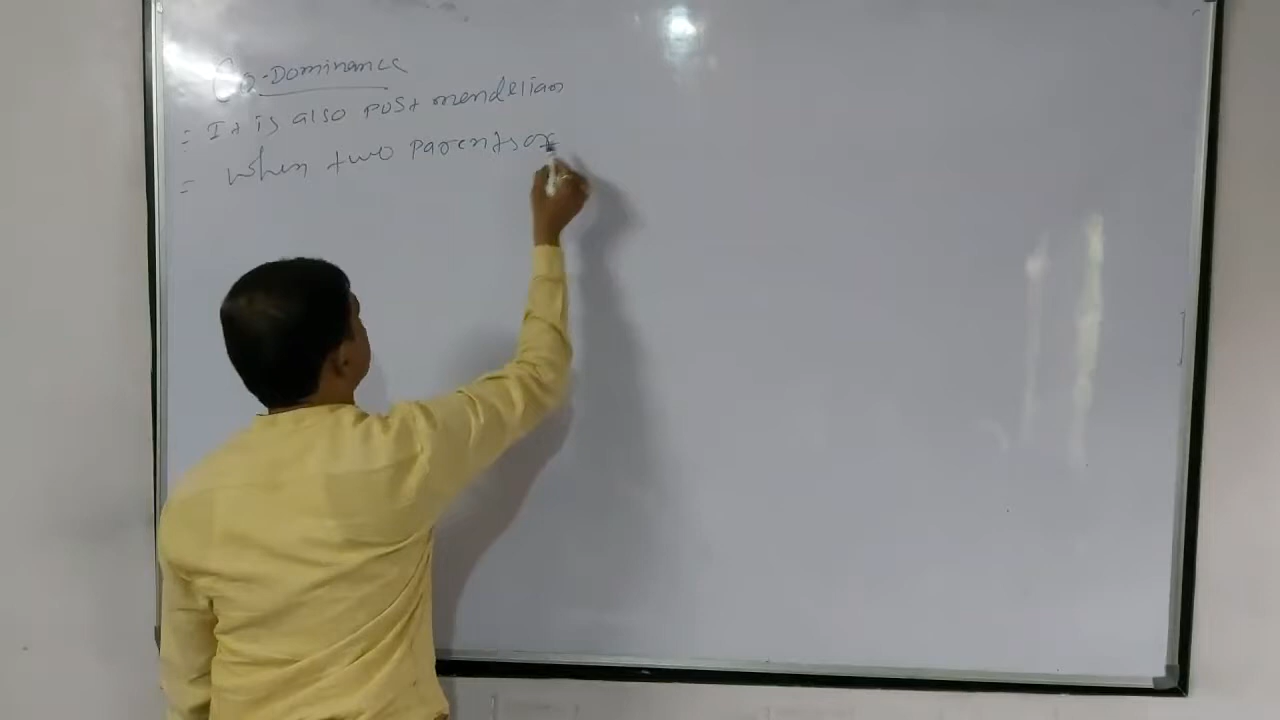 Co-Dominance
= It is also post mendelian
= When two parents of